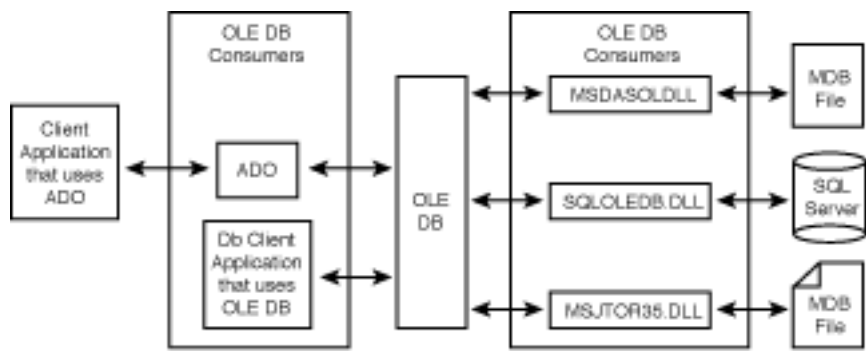 OLE DB
Consumers
Client
Application
that uses
ADO
ADO
Db Client
Application
that uses
OLE DB
OLE
DB
OLE DB
Consumers
MSDASOLDLL
SQLOLEDB.DLL
MSJTOR35.DLL
MDB
File
SQL
Server
MDB
File